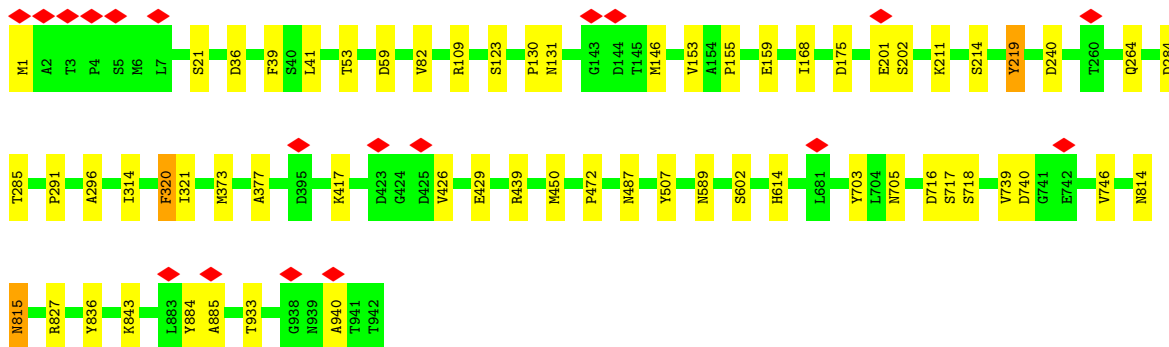 M1 A2 T3 P4 S5 M6 L7 S21 D36 F39 S40 L41 T53 D59 V82 R109 S123 P130 N131 G143 D144 T145 M146 V153 A154 P155 E159 I168 D175 E201 S202 K211 S214 Y219 D240 T260 Q264
T285 P291 A296 I314 F320 I321 M373 A377 D395 K417 D423 G424 D425 V426 E429 R439 M450 P472 N487 Y507 N589 S602 H614 L681 Y703 L704 N705 D716 S717 S718 V739 D740 G741 E742 V746 N814
N815 R827 Y836 K843 L883 Y884 A885 T933 G938 N939 A940 T941 T942